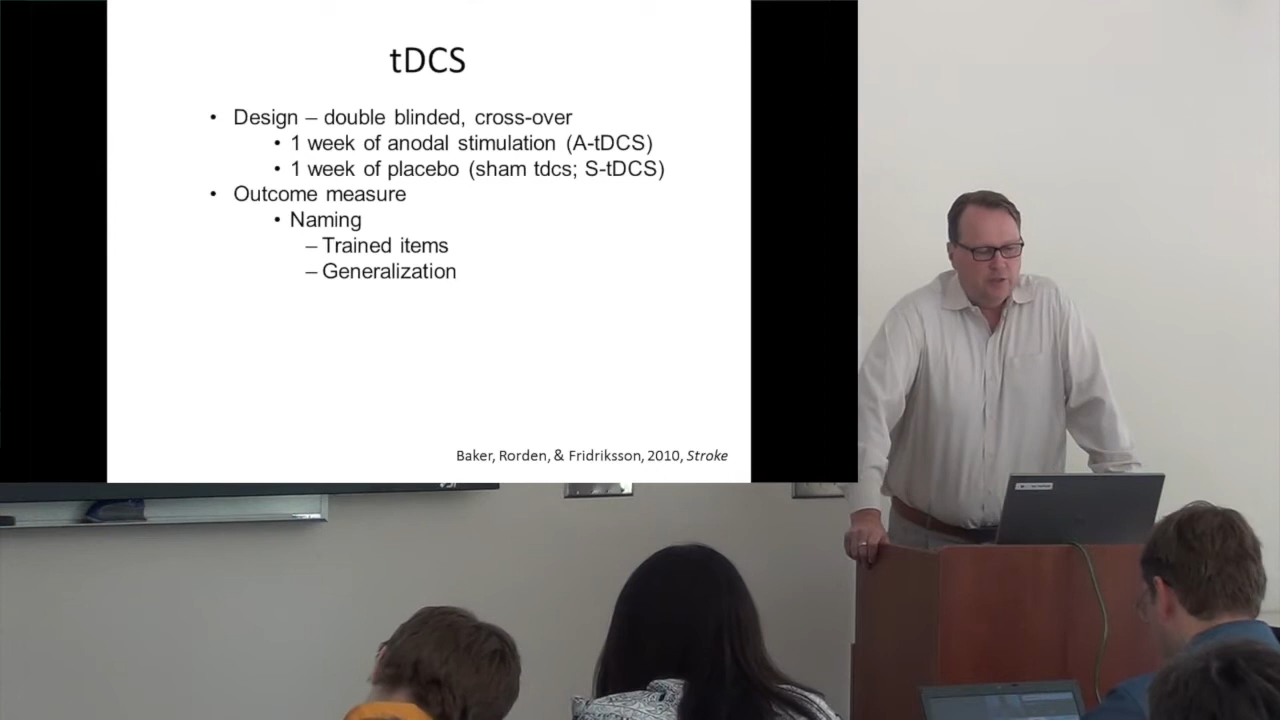 tDCS
• Design – double blinded, cross-over
• 1 week of anodal stimulation (A-tDCS)
• 1 week of placebo (sham tdcs; S-tDCS)
• Outcome measure
• Naming
– Trained items
– Generalization
Baker, Rorden, & Fridriksson, 2010, Stroke